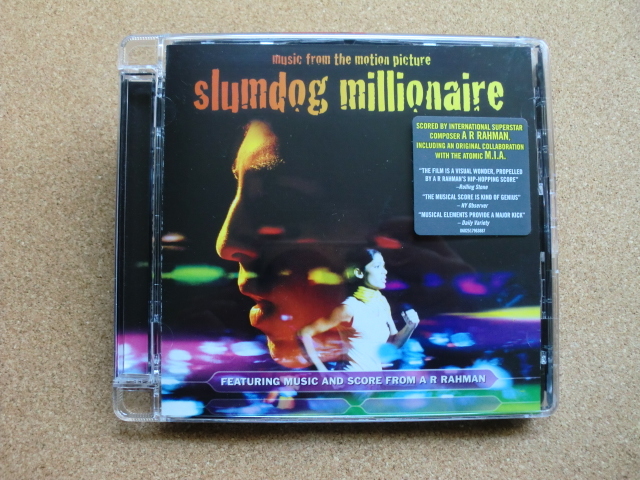 music from the motion picture
slumdog millionaire
SCORED BY INTERNATIONAL SUPERSTAR
COMPOSER A R RAHMAN,
INCLUDING AN ORIGINAL COLLABORATION
WITH THE ATOMIC M.I.A.
"THE FILM IS A VISUAL WONDER, PROPELLED
BY A R RAHMAN'S HIP-HOPPING SCORE"
—Rolling Stone
"THE MUSICAL SCORE IS KIND OF GENIUS"
—NY Observer
"MUSICAL ELEMENTS PROVIDE A MAJOR KICK"
—Daily Variety
FEATURING MUSIC AND SCORE FROM A R RAHMAN